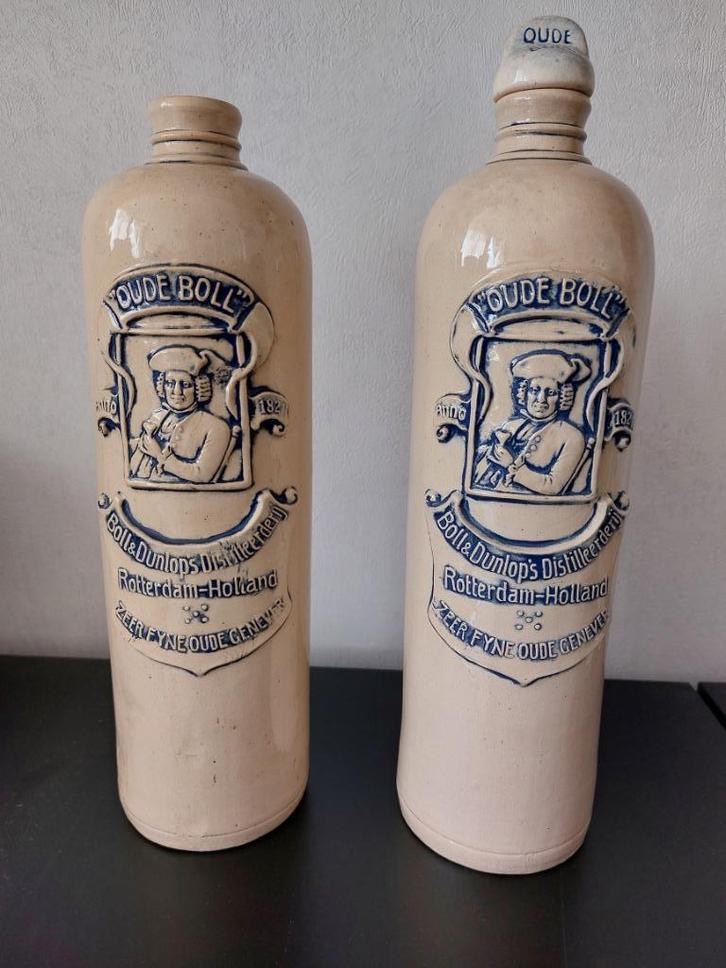 "OUDE BOLL"
Anno 182
Boll & Dunlop's Distilleerderij
Rotterdam-Holland
ZEER FYNE OUDE GENEVER
OUDE
"OUDE BOLL"
Anno 182
Boll & Dunlop's Distilleerderij
Rotterdam-Holland
ZEER FYNE OUDE GENEVER